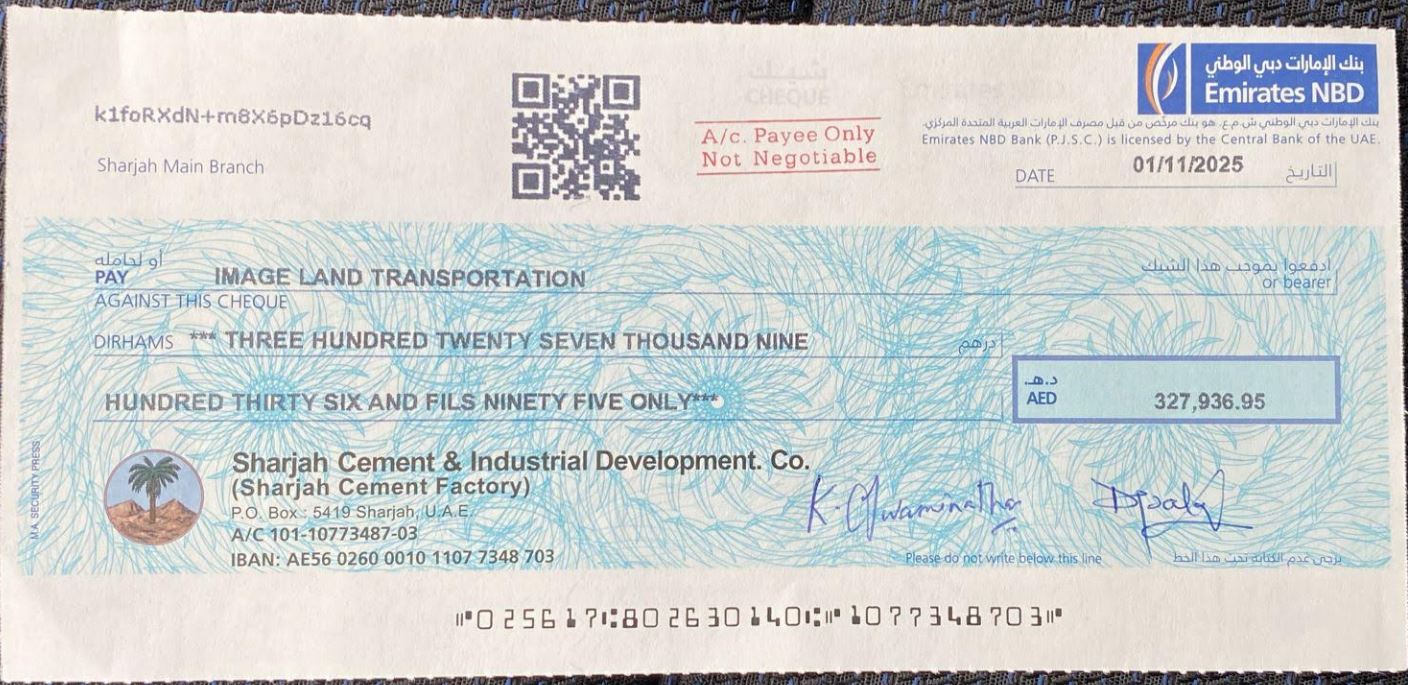 بنك الإمارات دبي الوطني
Emirates NBD
بنك الإمارات دبي الوطني ش.م.ع. هو بنك مرخص من قبل مصرف الإمارات العربية المتحدة المركزي.
Emirates NBD Bank (P.J.S.C.) is licensed by the Central Bank of the UAE.
k1foRXdN+m8X6pDz16cq
Sharjah Main Branch
شيك
CHEQUE
A/c. Payee Only
Not Negotiable
DATE 01/11/2025 التاريخ
أو لحامله ادفعوا بموجب هذا الشيك
PAY IMAGE LAND TRANSPORTATION or bearer
AGAINST THIS CHEQUE
DIRHAMS *** THREE HUNDRED TWENTY SEVEN THOUSAND NINE درهم
HUNDRED THIRTY SIX AND FILS NINETY FIVE ONLY***
د.هـ.
AED 327,936.95
Sharjah Cement & Industrial Development. Co.
(Sharjah Cement Factory)
P.O. Box : 5419 Sharjah, U.A.E.
A/C 101-10773487-03
IBAN: AE56 0260 0010 1107 7348 703
Please do not write below this line يرجى عدم الكتابة تحت هذا الخط
M.A. SECURITY PRESS
⑈025617⑆802630140⑆⑈1077348703⑈